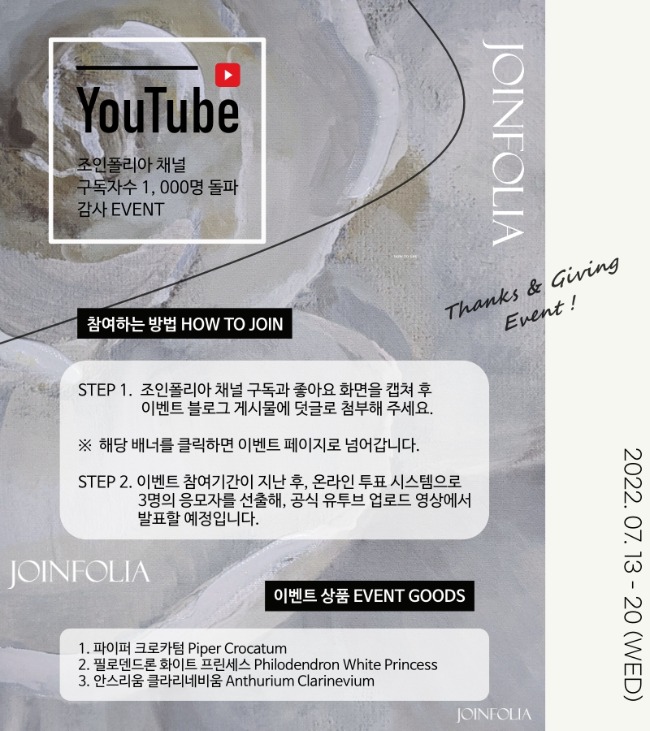 YouTube
조인폴리아 채널
구독자수 1, 000명 돌파
감사 EVENT
JOINFOLIA
Thanks & Giving
Event !
참여하는 방법 HOW TO JOIN
STEP 1. 조인폴리아 채널 구독과 좋아요 화면을 캡쳐 후
이벤트 블로그 게시물에 덧글로 첨부해 주세요.
※ 해당 배너를 클릭하면 이벤트 페이지로 넘어갑니다.
STEP 2. 이벤트 참여기간이 지난 후, 온라인 투표 시스템으로
3명의 응모자를 선출해, 공식 유투브 업로드 영상에서
발표할 예정입니다.
2022. 07. 13 - 20 (WED)
JOINFOLIA
이벤트 상품 EVENT GOODS
1. 파이퍼 크로카텀 Piper Crocatum
2. 필로덴드론 화이트 프린세스 Philodendron White Princess
3. 안스리움 클라리네비움 Anthurium Clarinevium
JOINFOLIA